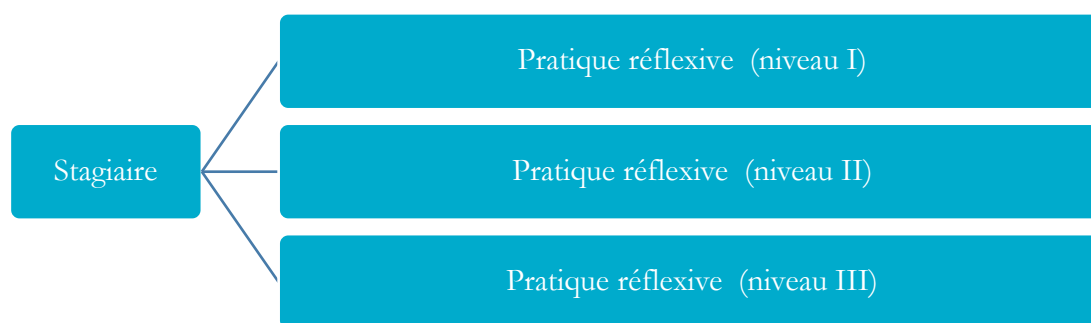 Pratique réflexive (niveau I)
Stagiaire
Pratique réflexive (niveau II)
Pratique réflexive (niveau III)